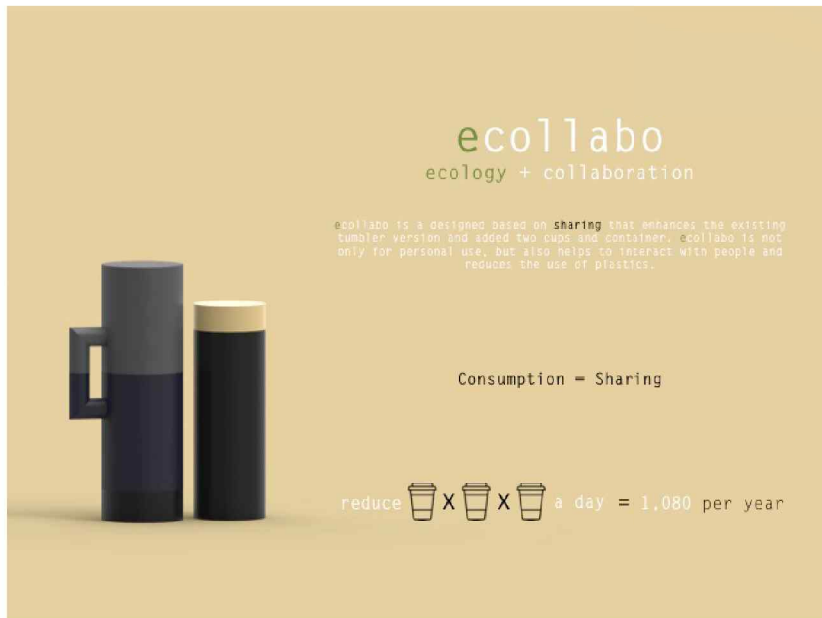 ecollabo
ecology + collaboration
ecollabo is a designed based on sharing that enhances the existing
tumbler version and added two cups and container. ecollabo is not
only for personal use, but also helps to interact with people and
reduces the use of plastics.
Consumption = Sharing
reduce X X a day = 1,080 per year